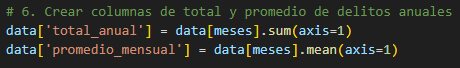 # 6. Crear columnas de total y promedio de delitos anuales
data['total_anual'] = data[meses].sum(axis=1)
data['promedio_mensual'] = data[meses].mean(axis=1)